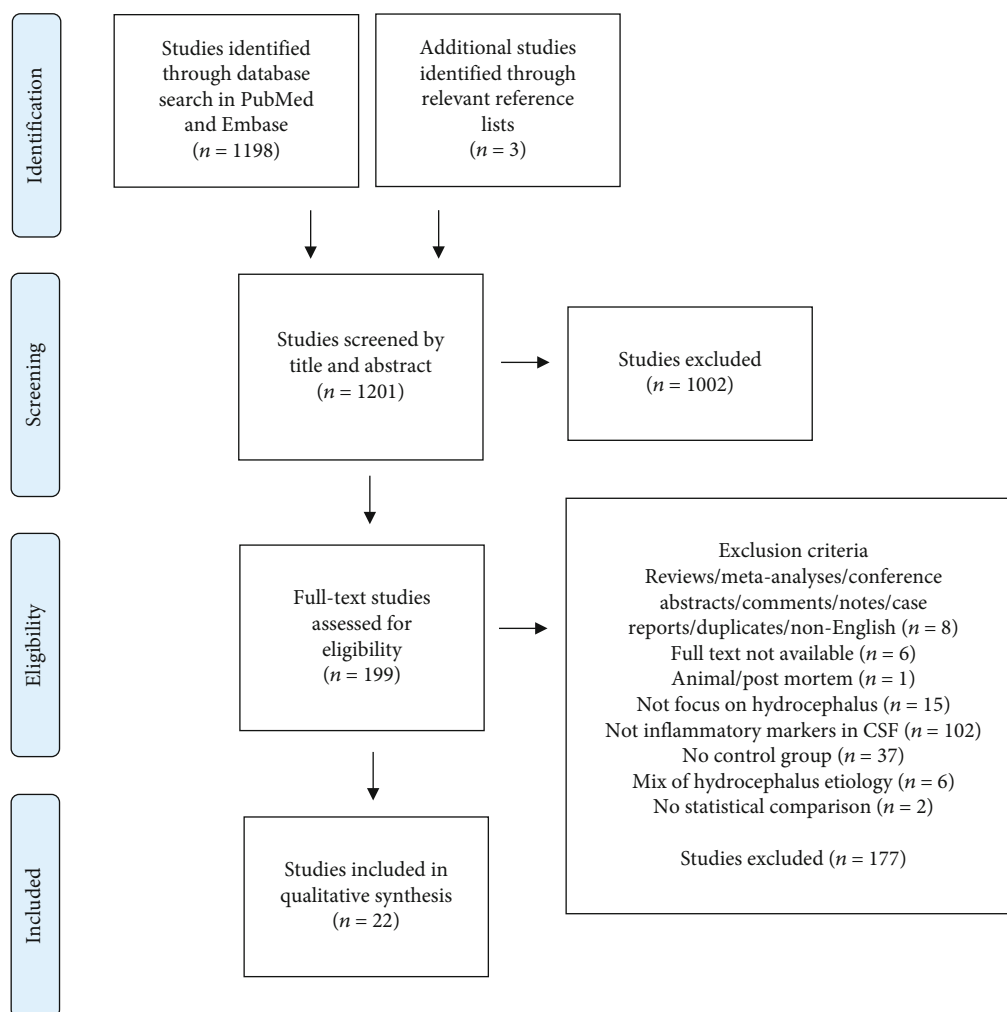 Identification
Studies identified
through database
search in PubMed
and Embase
(n = 1198)
Additional studies
identified through
relevant reference
lists
(n = 3)
Screening
Studies screened by
title and abstract
(n = 1201)
Studies excluded
(n = 1002)
Eligibility
Full-text studies
assessed for
eligibility
(n = 199)
Exclusion criteria
Reviews/meta-analyses/conference
abstracts/comments/notes/case
reports/duplicates/non-English (n = 8)
Full text not available (n = 6)
Animal/post mortem (n = 1)
Not focus on hydrocephalus (n = 15)
Not inflammatory markers in CSF (n = 102)
No control group (n = 37)
Mix of hydrocephalus etiology (n = 6)
No statistical comparison (n = 2)
Studies excluded (n = 177)
Included
Studies included in
qualitative synthesis
(n = 22)